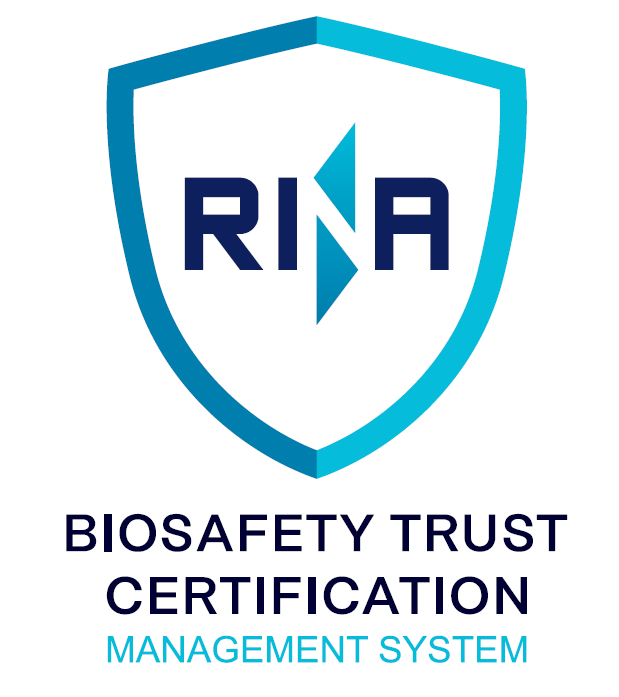 RINA
BIOSAFETY TRUST
CERTIFICATION
MANAGEMENT SYSTEM